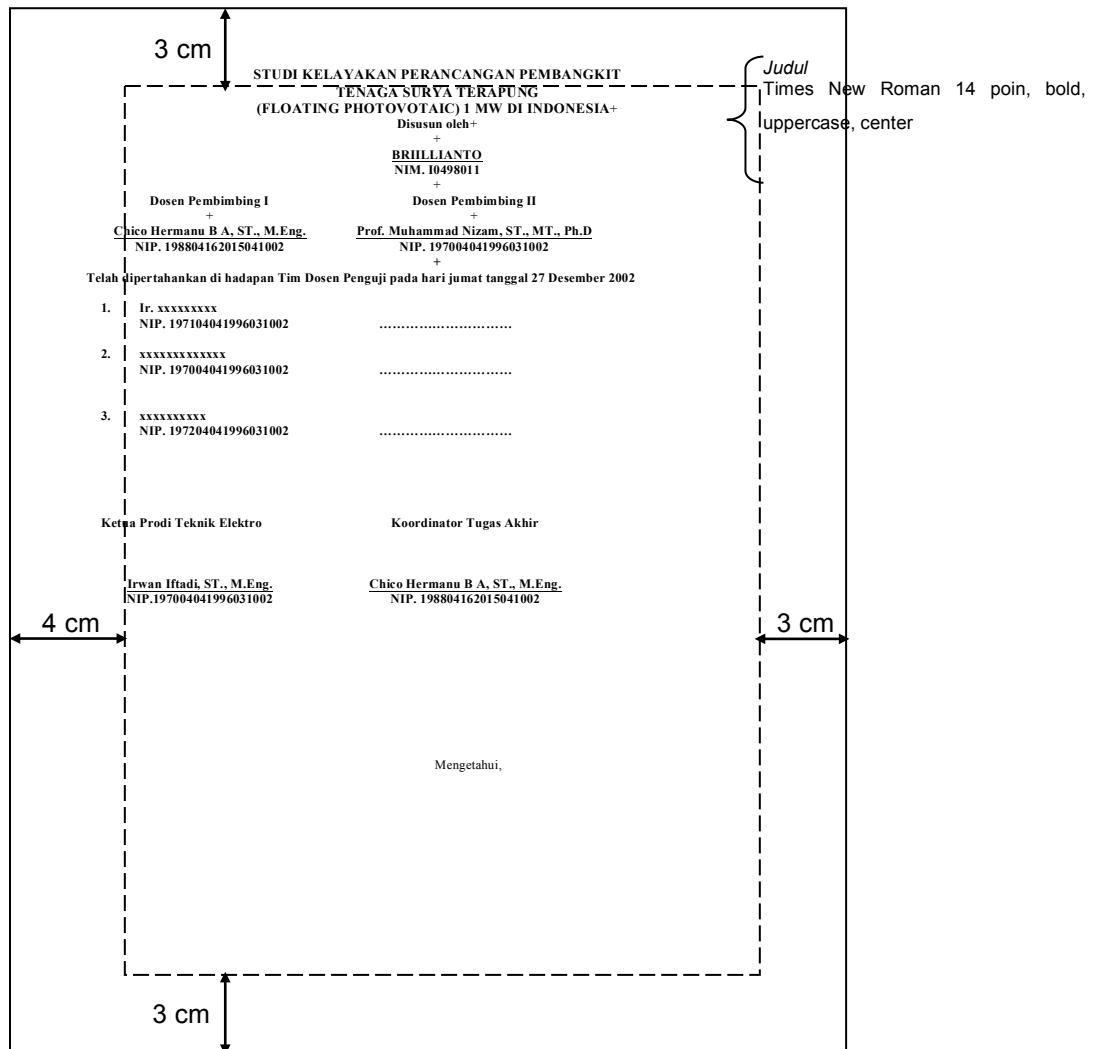 3 cm
STUDI KELAYAKAN PERANCANGAN PEMBANGKIT
TENAGA SURYA TERAPUNG
(FLOATING PHOTOVOTAIC) 1 MW DI INDONESIA+
Disusun oleh+
+
BRIILLIANTO
NIM. I0498011
+
Judul
Times New Roman 14 poin, bold,
uppercase, center
Dosen Pembimbing I Dosen Pembimbing II
+ +
Chico Hermanu B A, ST., M.Eng. Prof. Muhammad Nizam, ST., MT., Ph.D
NIP. 198804162015041002 NIP. 197004041996031002
+
Telah dipertahankan di hadapan Tim Dosen Penguji pada hari jumat tanggal 27 Desember 2002
1. Ir. xxxxxxxxx
NIP. 197104041996031002 ……………………………
2. xxxxxxxxxxxxx
NIP. 197004041996031002 ……………………………
3. xxxxxxxxxx
NIP. 197204041996031002 ……………………………
Ketua Prodi Teknik Elektro Koordinator Tugas Akhir
Irwan Iftadi, ST., M.Eng. Chico Hermanu B A, ST., M.Eng.
NIP.197004041996031002 NIP. 198804162015041002
4 cm 3 cm
Mengetahui,
3 cm